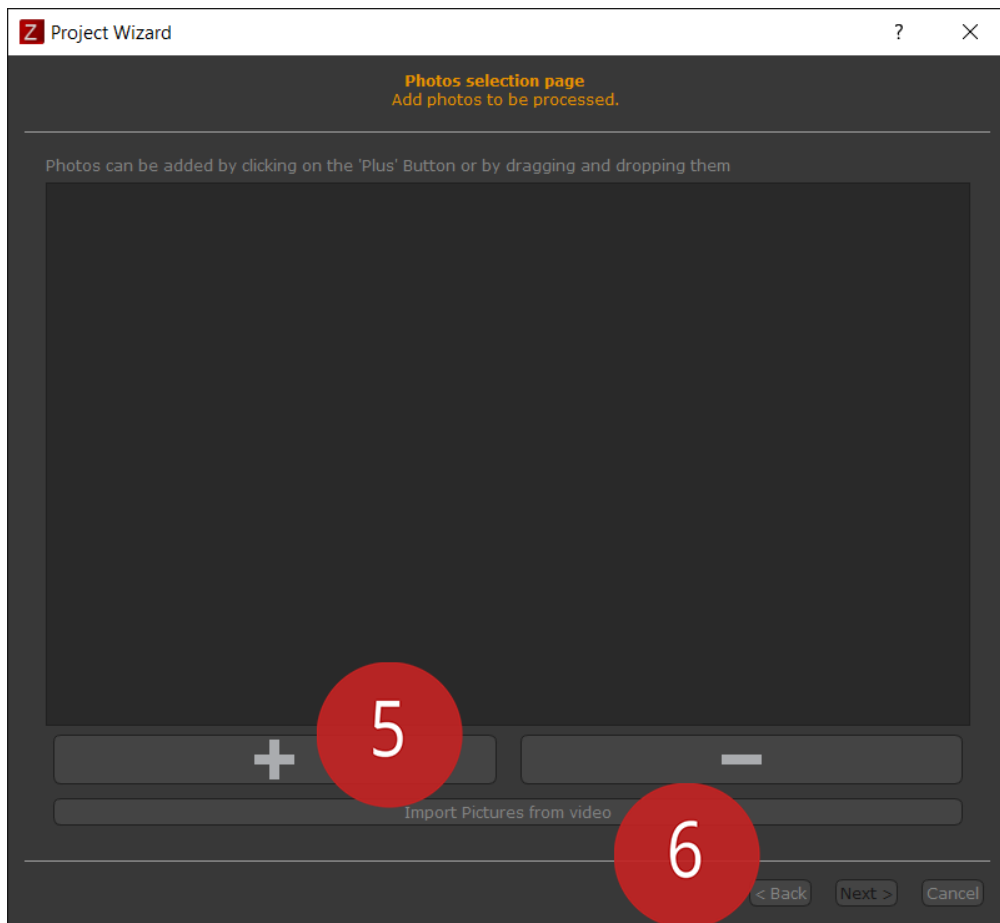 Z Project Wizard ?
Photos selection page
Add photos to be processed.
Photos can be added by clicking on the 'Plus' Button or by dragging and dropping them
5
Import Pictures from video
6
< Back Next > Cancel